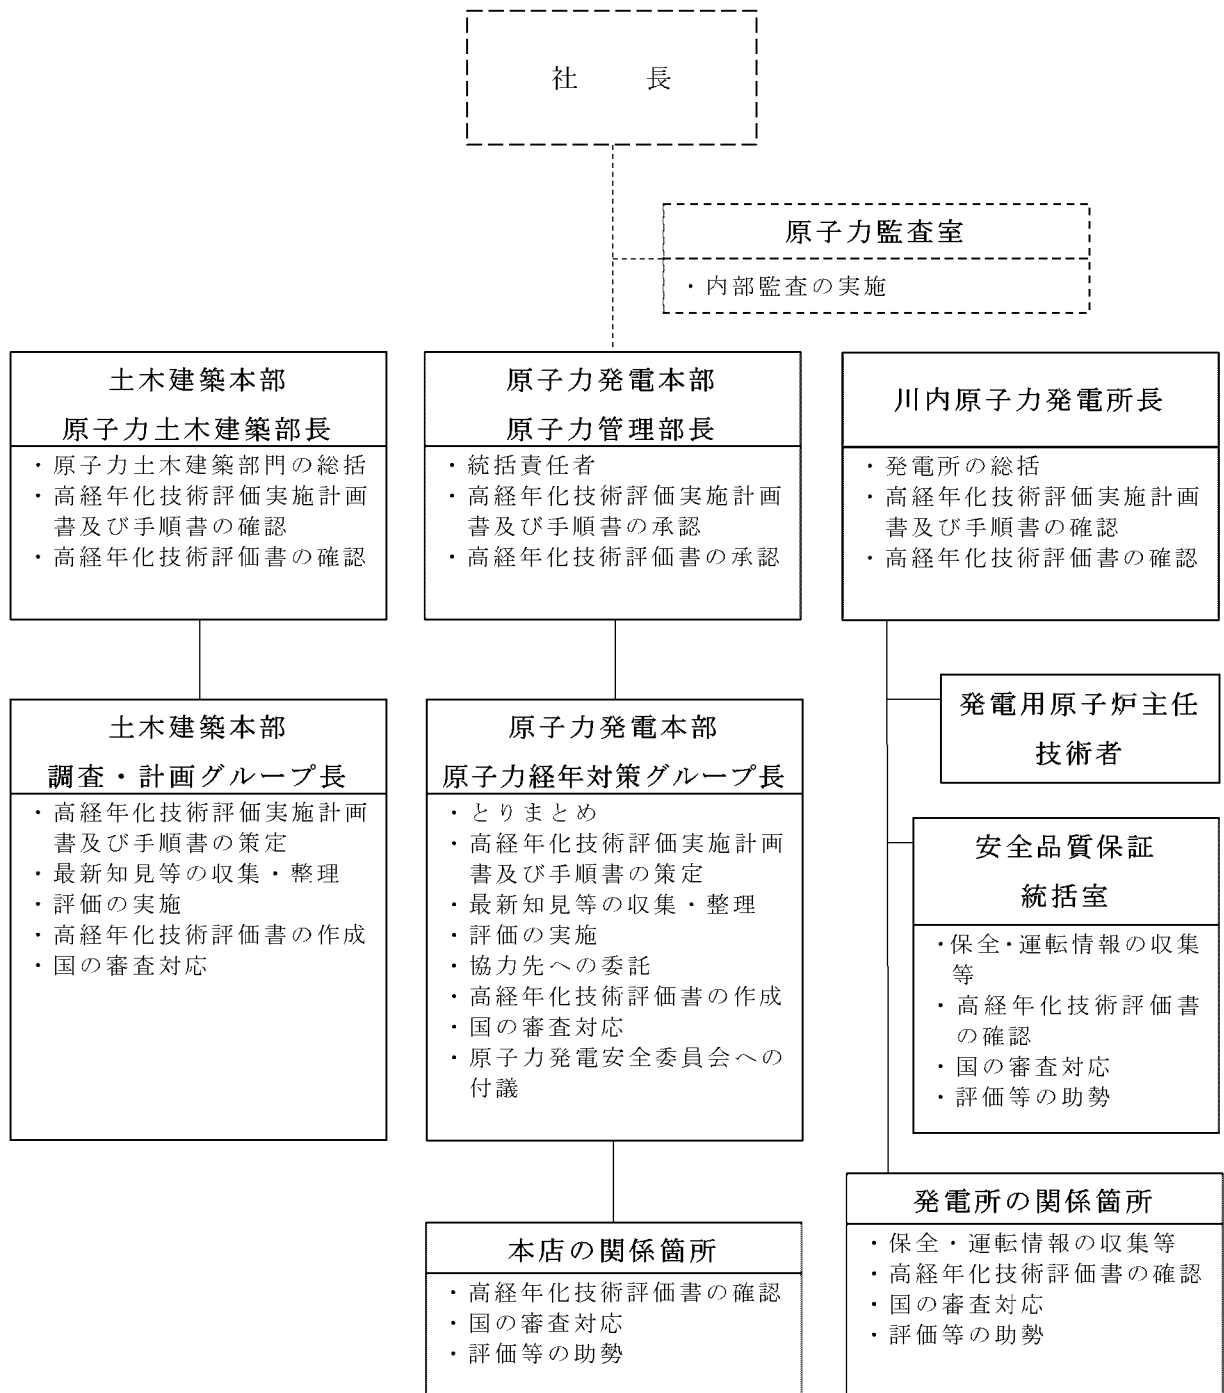 社　　長
原子力監査室
・内部監査の実施
土木建築本部
原子力土木建築部長
・原子力土木建築部門の総括
・高経年化技術評価実施計画
書及び手順書の確認
・高経年化技術評価書の確認
原子力発電本部
原子力管理部長
・統括責任者
・高経年化技術評価実施計画
書及び手順書の承認
・高経年化技術評価書の承認
川内原子力発電所長
・発電所の総括
・高経年化技術評価実施計画
書及び手順書の確認
・高経年化技術評価書の確認
土木建築本部
調査・計画グループ長
・高経年化技術評価実施計画
書及び手順書の策定
・最新知見等の収集・整理
・評価の実施
・高経年化技術評価書の作成
・国の審査対応
原子力発電本部
原子力経年対策グループ長
・とりまとめ
・高経年化技術評価実施計画
書及び手順書の策定
・最新知見等の収集・整理
・評価の実施
・協力先への委託
・高経年化技術評価書の作成
・国の審査対応
・原子力発電安全委員会への
付議
発電用原子炉主任
技術者
安全品質保証
統括室
・保全・運転情報の収集
等
・高経年化技術評価書
の確認
・国の審査対応
・評価等の助勢
本店の関係箇所
・高経年化技術評価書の確認
・国の審査対応
・評価等の助勢
発電所の関係箇所
・保全・運転情報の収集等
・高経年化技術評価書の確認
・国の審査対応
・評価等の助勢